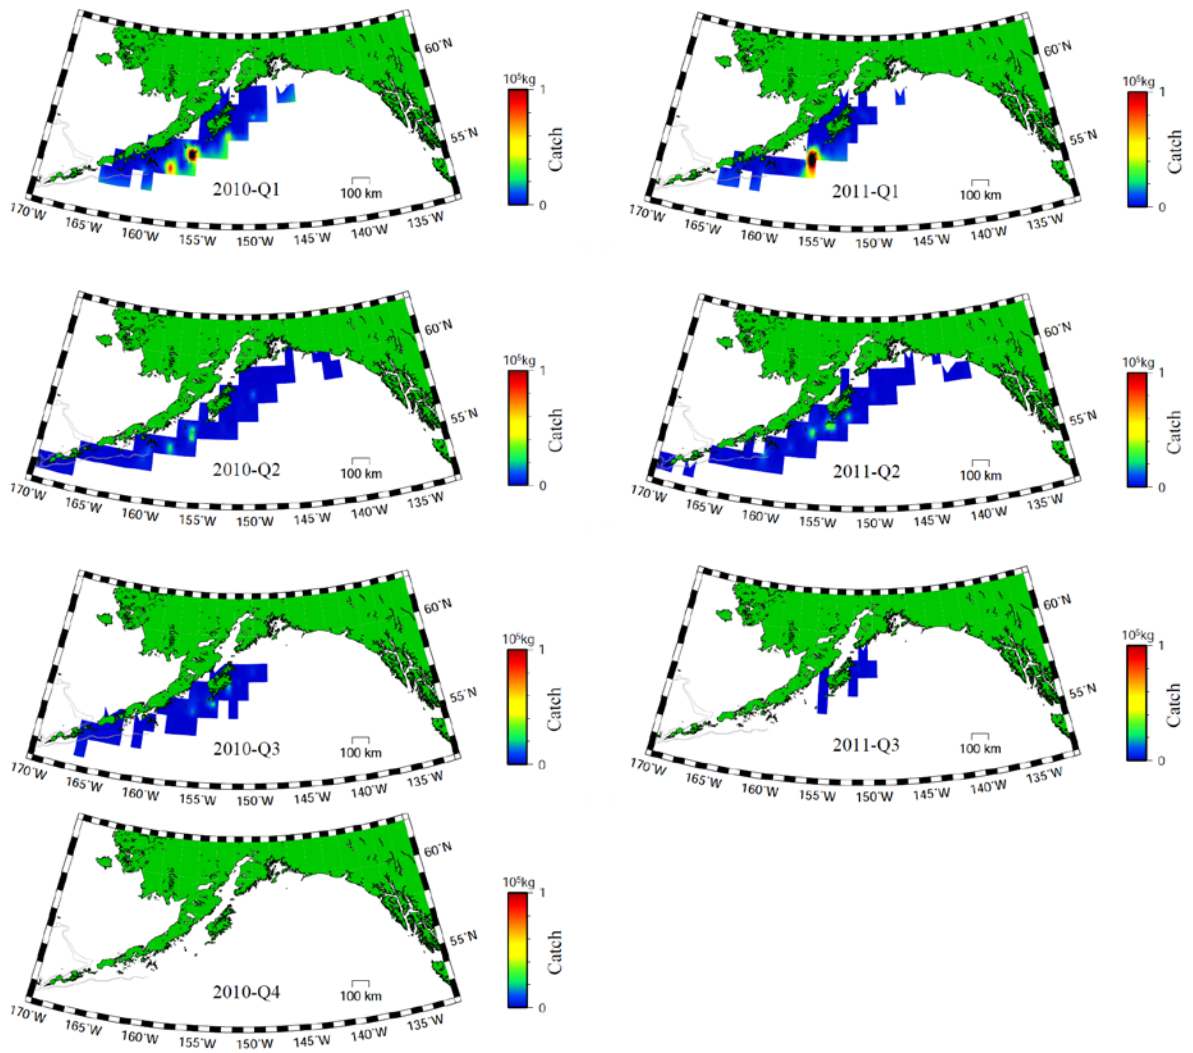 60°N
10⁵kg
1
Catch
55°N
0
2010-Q1
100 km
170°W
165°W
160°W
155°W
150°W
145°W
140°W
135°W
60°N
10⁵kg
1
Catch
55°N
0
2011-Q1
100 km
170°W
165°W
160°W
155°W
150°W
145°W
140°W
135°W
60°N
10⁵kg
1
Catch
55°N
0
2010-Q2
100 km
170°W
165°W
160°W
155°W
150°W
145°W
140°W
135°W
60°N
10⁵kg
1
Catch
55°N
0
2011-Q2
100 km
170°W
165°W
160°W
155°W
150°W
145°W
140°W
135°W
60°N
10⁵kg
1
Catch
55°N
0
2010-Q3
100 km
170°W
165°W
160°W
155°W
150°W
145°W
140°W
135°W
60°N
10⁵kg
1
Catch
55°N
0
2011-Q3
100 km
170°W
165°W
160°W
155°W
150°W
145°W
140°W
135°W
60°N
10⁵kg
1
Catch
55°N
0
2010-Q4
100 km
170°W
165°W
160°W
155°W
150°W
145°W
140°W
135°W